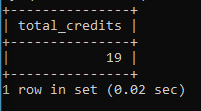 +---------------+
| total_credits |
+---------------+
|            19 |
+---------------+
1 row in set (0.02 sec)